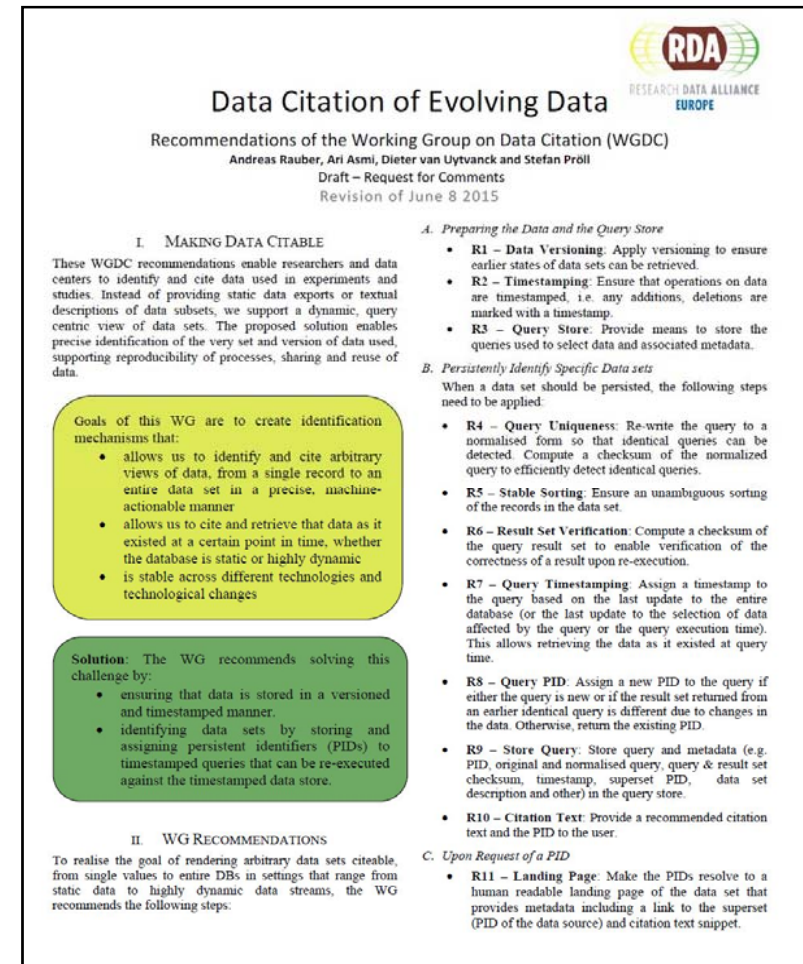 RDA
RESEARCH DATA ALLIANCE
EUROPE
Data Citation of Evolving Data
Recommendations of the Working Group on Data Citation (WGDC)
Andreas Rauber, Ari Asmi, Dieter van Uytvanck and Stefan Pröll
Draft – Request for Comments
Revision of June 8 2015
I. MAKING DATA CITABLE
These WGDC recommendations enable researchers and data
centers to identify and cite data used in experiments and
studies. Instead of providing static data exports or textual
descriptions of data subsets, we support a dynamic, query
centric view of data sets. The proposed solution enables
precise identification of the very set and version of data used,
supporting reproducibility of processes, sharing and reuse of
data.
Goals of this WG are to create identification
mechanisms that:
• allows us to identify and cite arbitrary
views of data, from a single record to an
entire data set in a precise, machine-
actionable manner
• allows us to cite and retrieve that data as it
existed at a certain point in time, whether
the database is static or highly dynamic
• is stable across different technologies and
technological changes
Solution: The WG recommends solving this
challenge by:
• ensuring that data is stored in a versioned
and timestamped manner.
• identifying data sets by storing and
assigning persistent identifiers (PIDs) to
timestamped queries that can be re-executed
against the timestamped data store.
II. WG RECOMMENDATIONS
To realise the goal of rendering arbitrary data sets citeable,
from single values to entire DBs in settings that range from
static data to highly dynamic data streams, the WG
recommends the following steps:
A. Preparing the Data and the Query Store
• R1 – Data Versioning: Apply versioning to ensure
earlier states of data sets can be retrieved.
• R2 – Timestamping: Ensure that operations on data
are timestamped, i.e. any additions, deletions are
marked with a timestamp.
• R3 – Query Store: Provide means to store the
queries used to select data and associated metadata.
B. Persistently Identify Specific Data sets
When a data set should be persisted, the following steps
need to be applied:
• R4 – Query Uniqueness: Re-write the query to a
normalised form so that identical queries can be
detected. Compute a checksum of the normalized
query to efficiently detect identical queries.
• R5 – Stable Sorting: Ensure an unambiguous sorting
of the records in the data set.
• R6 – Result Set Verification: Compute a checksum of
the query result set to enable verification of the
correctness of a result upon re-execution.
• R7 – Query Timestamping: Assign a timestamp to
the query based on the last update to the entire
database (or the last update to the selection of data
affected by the query or the query execution time).
This allows retrieving the data as it existed at query
time.
• R8 – Query PID: Assign a new PID to the query if
either the query is new or if the result set returned from
an earlier identical query is different due to changes in
the data. Otherwise, return the existing PID.
• R9 – Store Query: Store query and metadata (e.g.
PID, original and normalised query, query & result set
checksum, timestamp, superset PID, data set
description and other) in the query store.
• R10 – Citation Text: Provide a recommended citation
text and the PID to the user.
C. Upon Request of a PID
• R11 – Landing Page: Make the PIDs resolve to a
human readable landing page of the data set that
provides metadata including a link to the superset
(PID of the data source) and citation text snippet.